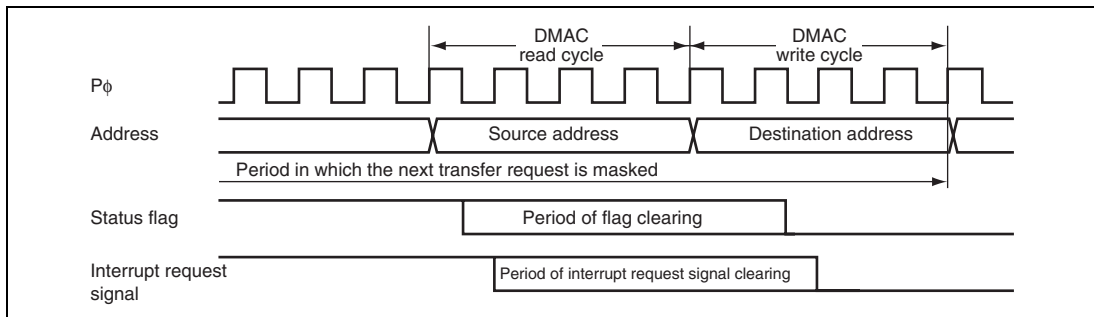 DMAC
read cycle
DMAC
write cycle
Pϕ
Address
Source address
Destination address
Period in which the next transfer request is masked
Status flag
Period of flag clearing
Interrupt request
signal
Period of interrupt request signal clearing